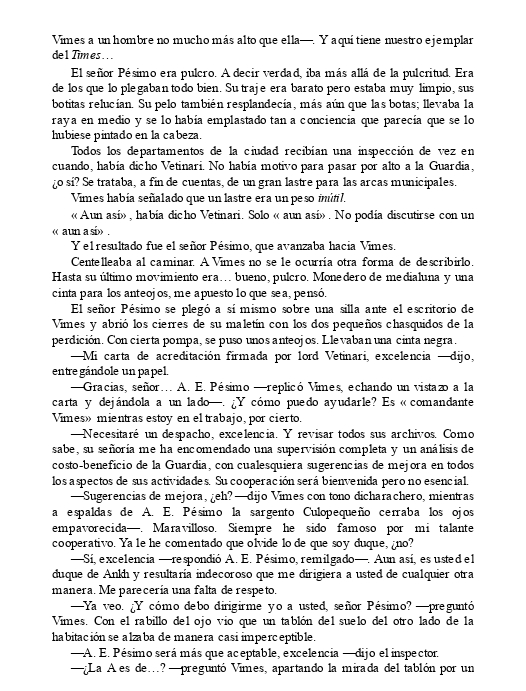 Vimes a un hombre no mucho más alto que ella—. Y aquí tiene nuestro ejemplar
del Times…
El señor Pésimo era pulcro. A decir verdad, iba más allá de la pulcritud. Era
de los que lo plegaban todo bien. Su traje era barato pero estaba muy limpio, sus
botitas relucían. Su pelo también resplandecía, más aún que las botas; llevaba la
raya en medio y se lo había emplastado tan a conciencia que parecía que se lo
hubiese pintado en la cabeza.
Todos los departamentos de la ciudad recibían una inspección de vez en
cuando, había dicho Vetinari. No había motivo para pasar por alto a la Guardia,
¿o sí? Se trataba, a fin de cuentas, de un gran lastre para las arcas municipales.
Vimes había señalado que un lastre era un peso inútil.
« Aun así» , había dicho Vetinari. Solo « aun así» . No podía discutirse con un
« aun así» .
Y el resultado fue el señor Pésimo, que avanzaba hacia Vimes.
Centelleaba al caminar. A Vimes no se le ocurría otra forma de describirlo.
Hasta su último movimiento era… bueno, pulcro. Monedero de medialuna y una
cinta para los anteojos, me apuesto lo que sea, pensó.
El señor Pésimo se plegó a sí mismo sobre una silla ante el escritorio de
Vimes y abrió los cierres de su maletín con los dos pequeños chasquidos de la
perdición. Con cierta pompa, se puso unos anteojos. Llevaban una cinta negra.
—Mi carta de acreditación firmada por lord Vetinari, excelencia —dijo,
entregándole un papel.
—Gracias, señor… A. E. Pésimo —replicó Vimes, echando un vistazo a la
carta y dejándola a un lado—. ¿Y cómo puedo ayudarle? Es « comandante
Vimes» mientras estoy en el trabajo, por cierto.
—Necesitaré un despacho, excelencia. Y revisar todos sus archivos. Como
sabe, su señoría me ha encomendado una supervisión completa y un análisis de
costo-beneficio de la Guardia, con cualesquiera sugerencias de mejora en todos
los aspectos de sus actividades. Su cooperación será bienvenida pero no esencial.
—Sugerencias de mejora, ¿eh? —dijo Vimes con tono dicharachero, mientras
a espaldas de A. E. Pésimo la sargento Culopequeño cerraba los ojos
empavorecida—. Maravilloso. Siempre he sido famoso por mi talante
cooperativo. Ya le he comentado que olvide lo de que soy duque, ¿no?
—Sí, excelencia —respondió A. E. Pésimo, remilgado—. Aun así, es usted el
duque de Ankh y resultaría indecoroso que me dirigiera a usted de cualquier otra
manera. Me parecería una falta de respeto.
—Ya veo. ¿Y cómo debo dirigirme yo a usted, señor Pésimo? —preguntó
Vimes. Con el rabillo del ojo vio que un tablón del suelo del otro lado de la
habitación se alzaba de manera casi imperceptible.
—A. E. Pésimo será más que aceptable, excelencia —dijo el inspector.
—¿La A es de…? —preguntó Vimes, apartando la mirada del tablón por un